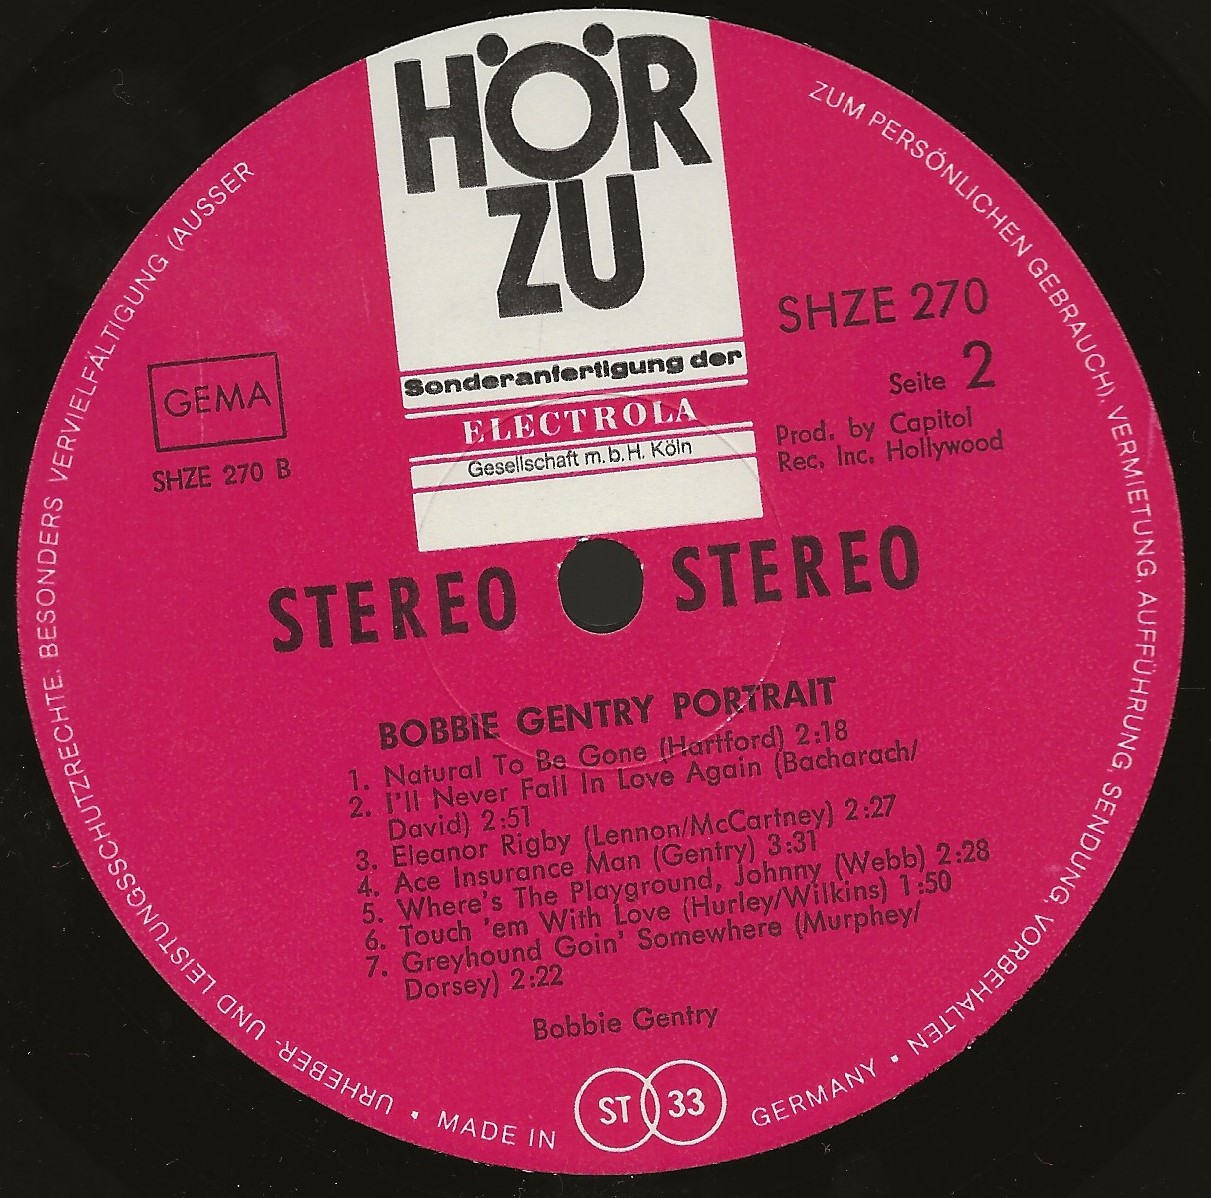 HÖR
ZU
Sonderanfertigung der
ELECTROLA
Gesellschaft m.b.H. Köln
GEMA
SHZE 270 B
SHZE 270
Seite 2
Prod. by Capitol
Rec. Inc. Hollywood
STEREO STEREO
BOBBIE GENTRY PORTRAIT
1. Natural To Be Gone (Hartford) 2:18
2. I'll Never Fall In Love Again (Bacharach/
David) 2:51
3. Eleanor Rigby (Lennon/McCartney) 2:27
4. Ace Insurance Man (Gentry) 3:31
5. Where's The Playground, Johnny (Webb) 2:28
6. Touch 'em With Love (Hurley/Wilkins) 1:50
7. Greyhound Goin' Somewhere (Murphey/
Dorsey) 2:22
Bobbie Gentry
ST 33
URHEBER- UND LEISTUNGSSCHUTZRECHTE, BESONDERS VERVIELFÄLTIGUNG (AUSSER
ZUM PERSÖNLICHEN GEBRAUCH), VERMIETUNG, AUFFÜHRUNG, SENDUNG, VORBEHALTEN •
• MADE IN GERMANY